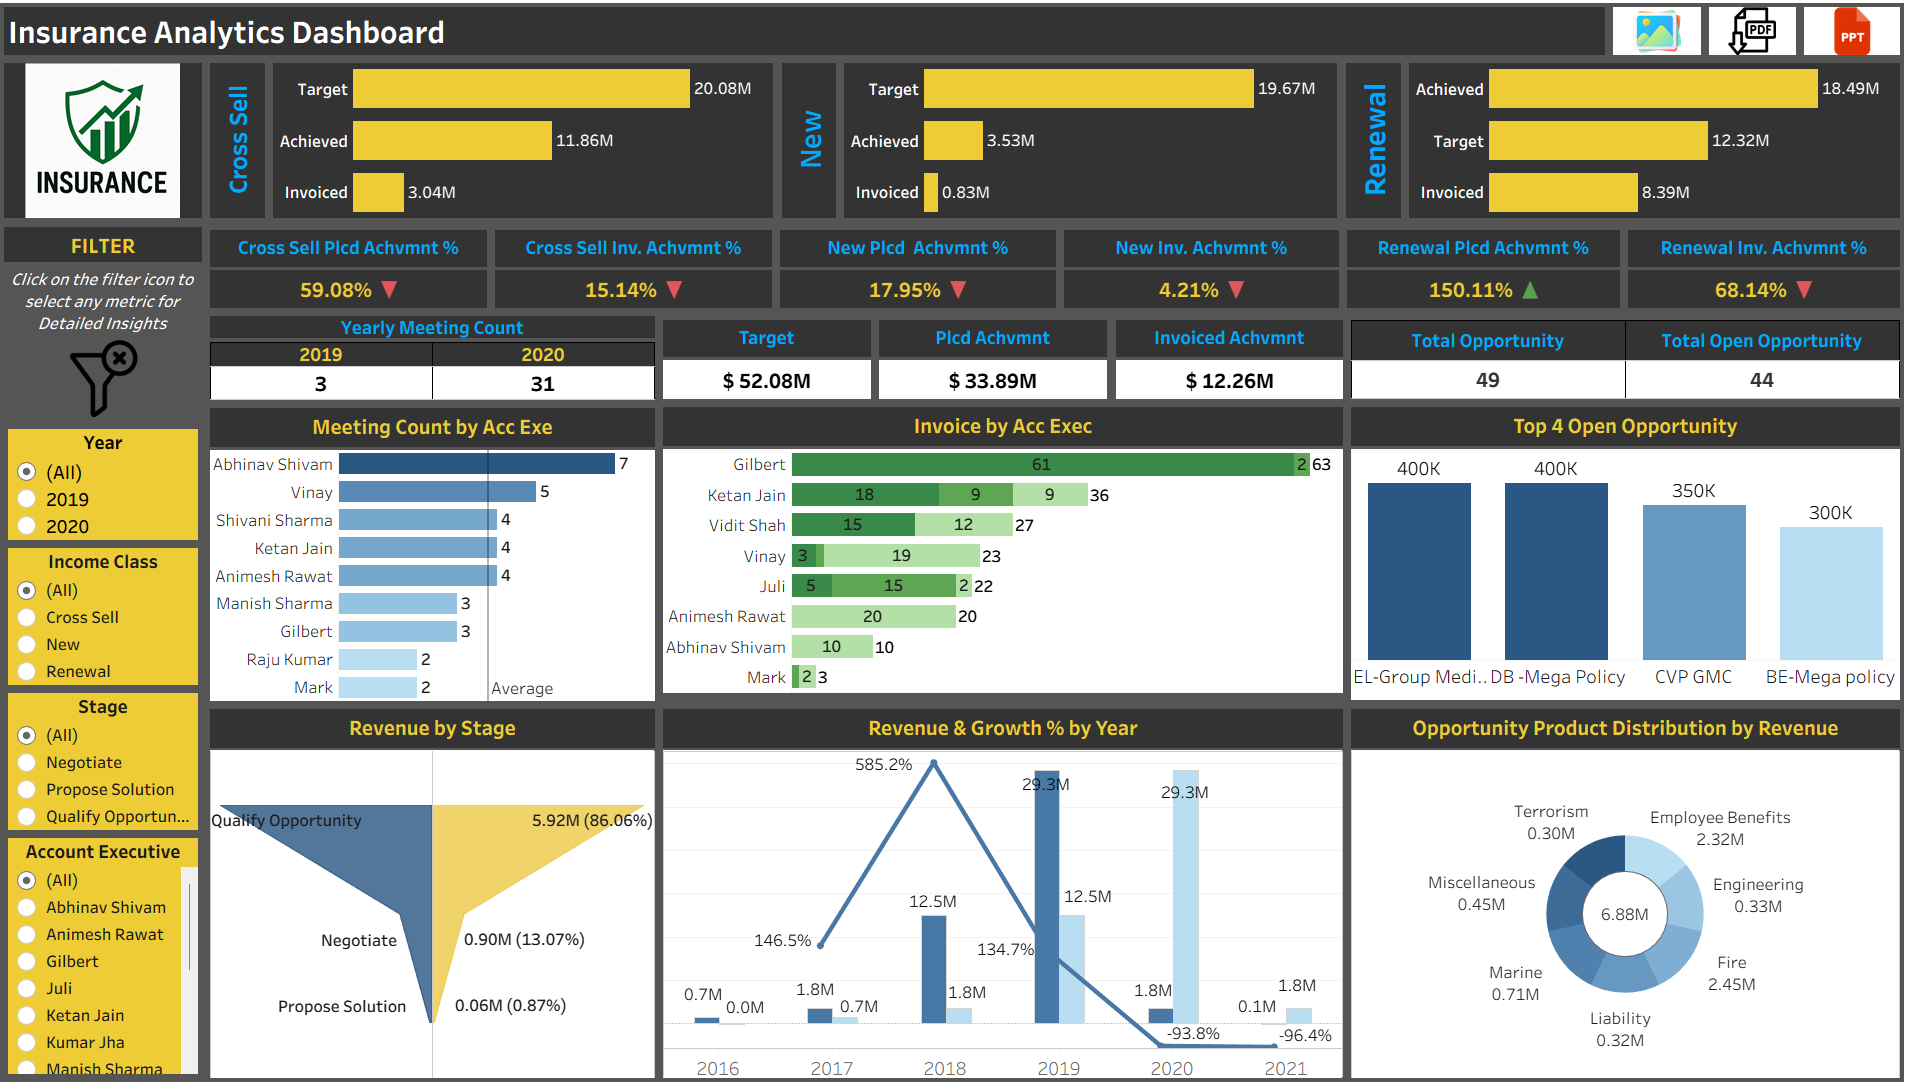 Insurance Analytics Dashboard
PDF
PPT
INSURANCE
Cross Sell
Target 20.08M
Achieved 11.86M
Invoiced 3.04M
New
Target 19.67M
Achieved 3.53M
Invoiced 0.83M
Renewal
Achieved 18.49M
Target 12.32M
Invoiced 8.39M
FILTER
Click on the filter icon to
select any metric for
Detailed Insights
Cross Sell Plcd Achvmnt %
59.08%
Cross Sell Inv. Achvmnt %
15.14%
New Plcd Achvmnt %
17.95%
New Inv. Achvmnt %
4.21%
Renewal Plcd Achvmnt %
150.11%
Renewal Inv. Achvmnt %
68.14%
Yearly Meeting Count
2019 2020
3 31
Target
$ 52.08M
Plcd Achvmnt
$ 33.89M
Invoiced Achvmnt
$ 12.26M
Total Opportunity
49
Total Open Opportunity
44
Year
(All)
2019
2020
Income Class
(All)
Cross Sell
New
Renewal
Stage
(All)
Negotiate
Propose Solution
Qualify Opportun...
Account Executive
(All)
Abhinav Shivam
Animesh Rawat
Gilbert
Juli
Ketan Jain
Kumar Jha
Manish Sharma
Meeting Count by Acc Exe
Abhinav Shivam 7
Vinay 5
Shivani Sharma 4
Ketan Jain 4
Animesh Rawat 4
Manish Sharma 3
Gilbert 3
Raju Kumar 2
Mark 2
Average
Invoice by Acc Exec
Gilbert 61 2 63
Ketan Jain 18 9 9 36
Vidit Shah 15 12 27
Vinay 3 19 23
Juli 5 15 2 22
Animesh Rawat 20 20
Abhinav Shivam 10 10
Mark 2 3
Top 4 Open Opportunity
400K 400K 350K 300K
EL-Group Medi.. DB -Mega Policy CVP GMC BE-Mega policy
Revenue by Stage
Qualify Opportunity 5.92M (86.06%)
Negotiate 0.90M (13.07%)
Propose Solution 0.06M (0.87%)
Revenue & Growth % by Year
585.2%
29.3M
29.3M
12.5M
12.5M
146.5%
134.7%
0.7M
0.0M
1.8M
0.7M
1.8M
1.8M
0.1M
1.8M
-93.8%
-96.4%
2016 2017 2018 2019 2020 2021
Opportunity Product Distribution by Revenue
Terrorism
0.30M
Employee Benefits
2.32M
Miscellaneous
0.45M
Engineering
0.33M
6.88M
Marine
0.71M
Fire
2.45M
Liability
0.32M